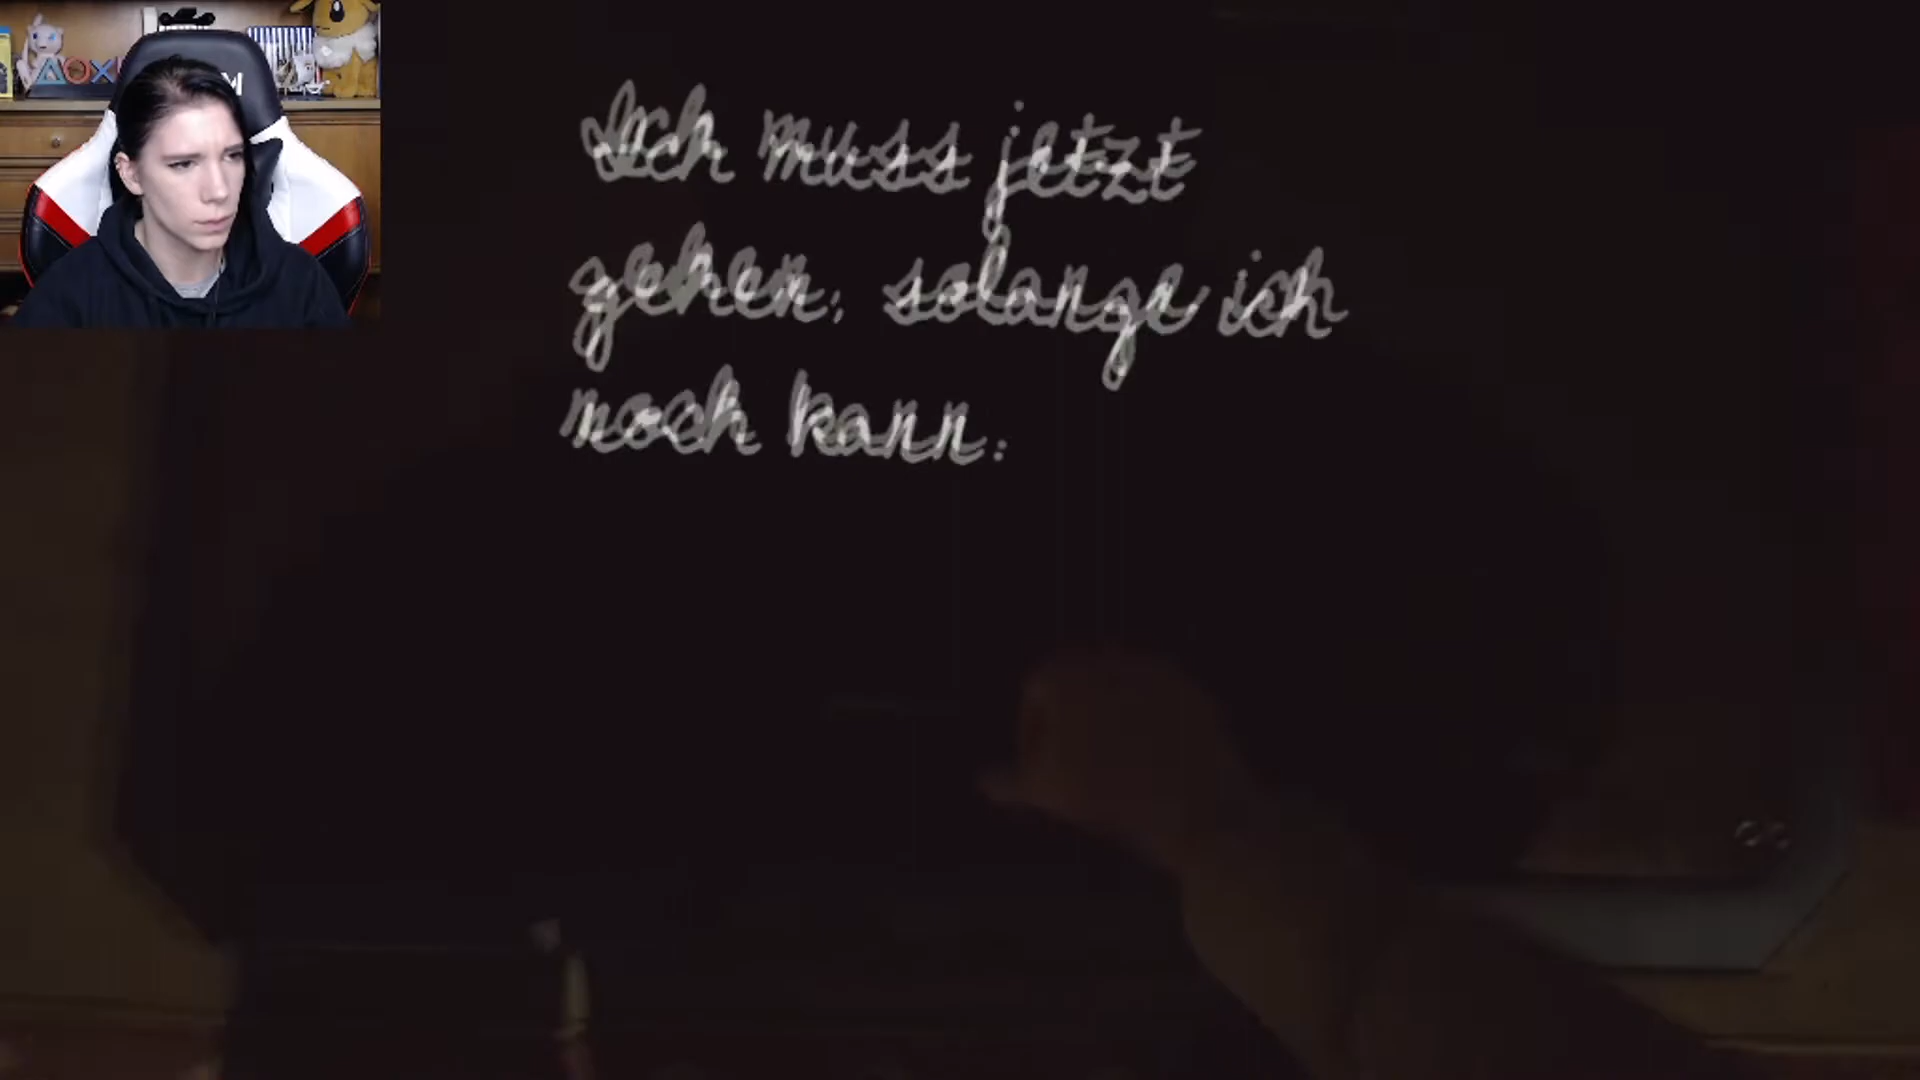 Ich muss jetzt
gehen, solange ich
noch kann.